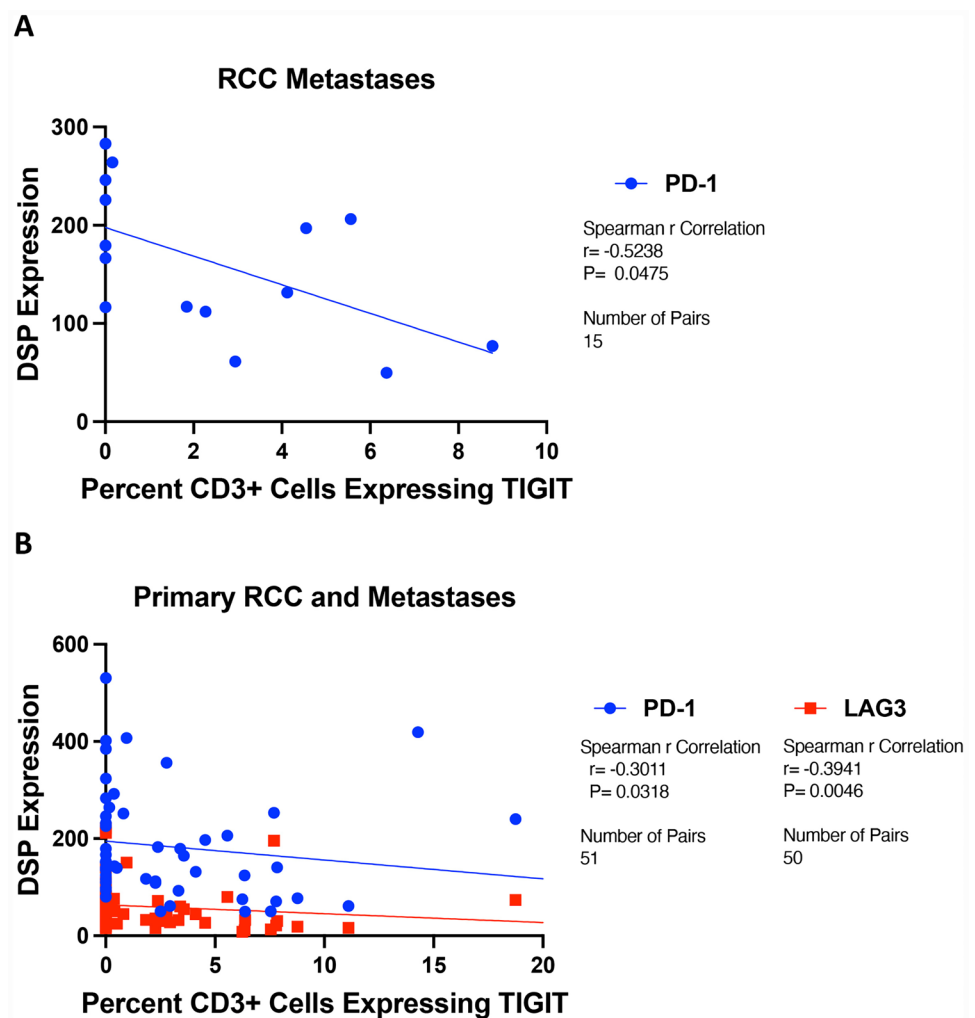 A
RCC Metastases
300
200
100
0
DSP Expression
0 2 4 6 8 10
Percent CD3+ Cells Expressing TIGIT
PD-1
Spearman r Correlation
r= -0.5238
P= 0.0475
Number of Pairs
15
B
Primary RCC and Metastases
600
400
200
0
DSP Expression
0 5 10 15 20
Percent CD3+ Cells Expressing TIGIT
PD-1
Spearman r Correlation
r= -0.3011
P= 0.0318
Number of Pairs
51
LAG3
Spearman r Correlation
r= -0.3941
P= 0.0046
Number of Pairs
50